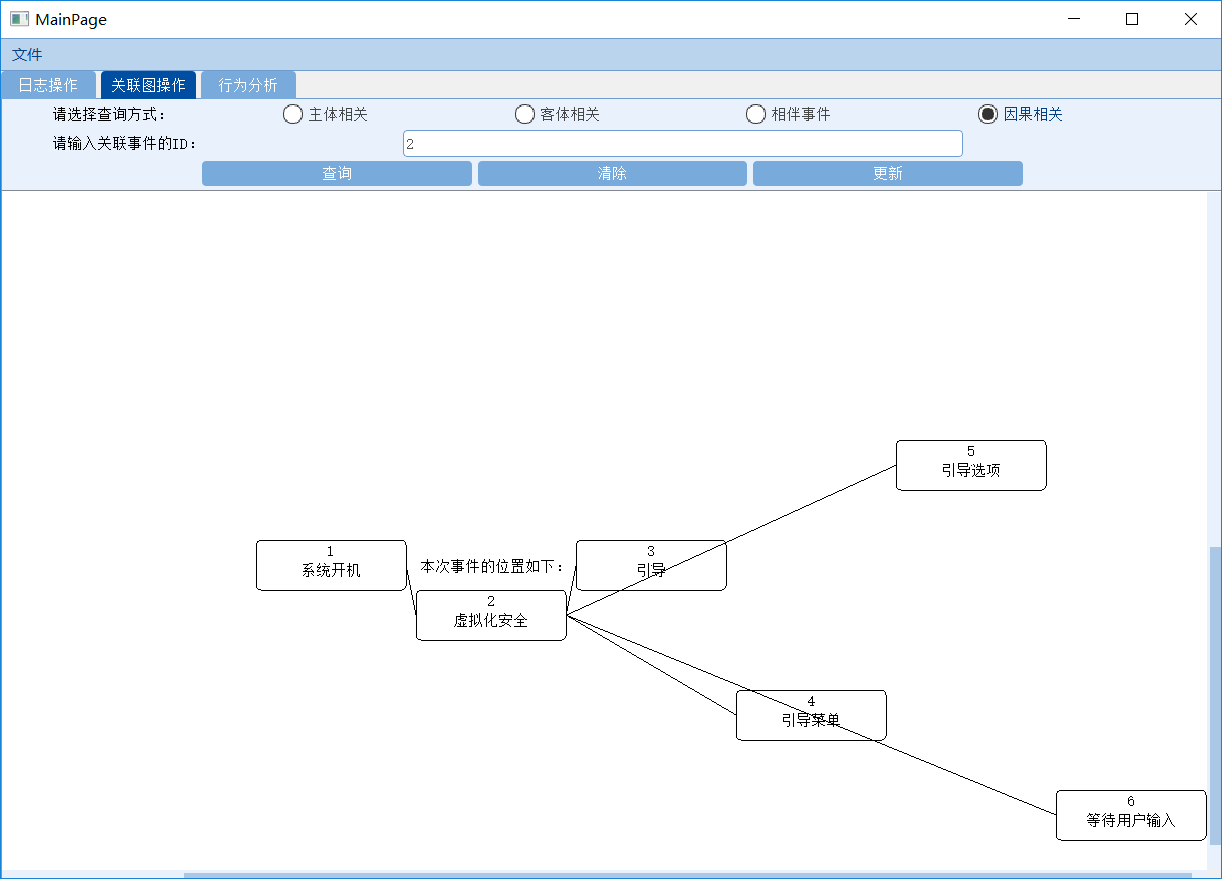 MainPage
文件
日志操作 关联图操作 行为分析
请选择查询方式： 主体相关 客体相关 相伴事件 因果相关
请输入关联事件的ID： 2
查询 清除 更新
5
引导选项
1
系统开机
本次事件的位置如下：
3
引导
2
虚拟化安全
4
引导菜单
6
等待用户输入